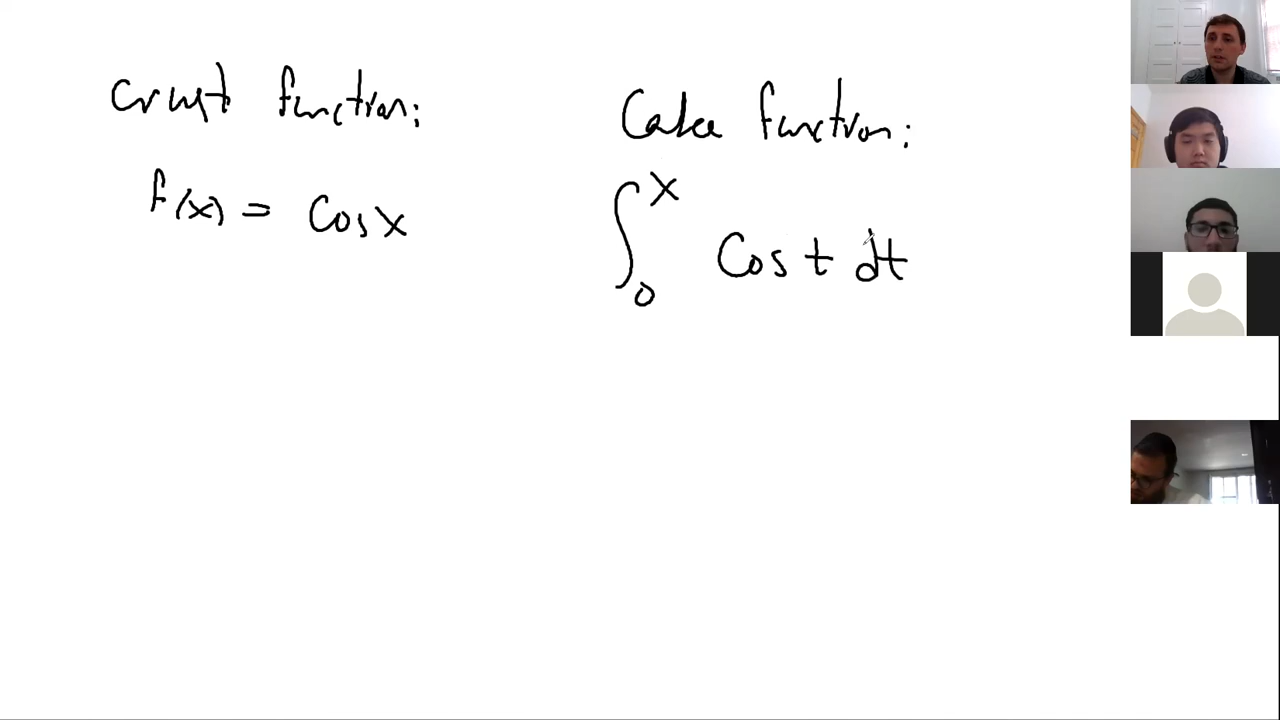 Crust function:
f(x) = Cos x
Cake function:
∫₀ˣ Cos t dt